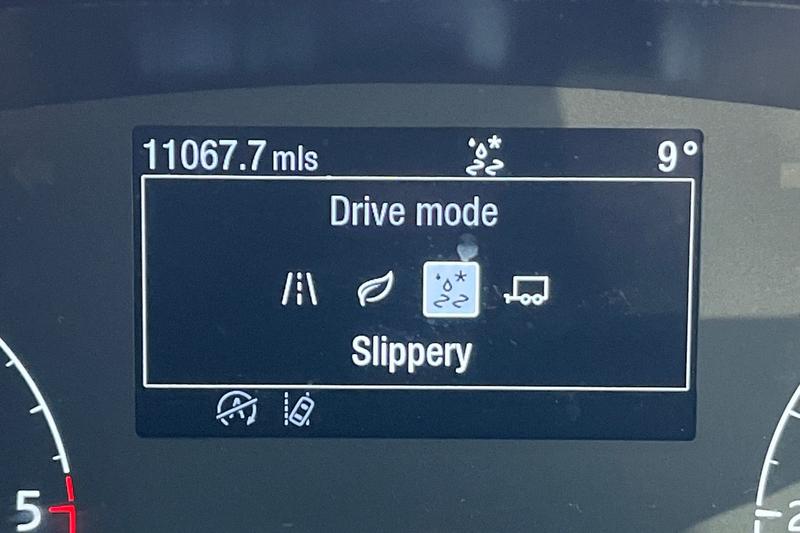 11067.7 mls 9°
Drive mode
Slippery
5